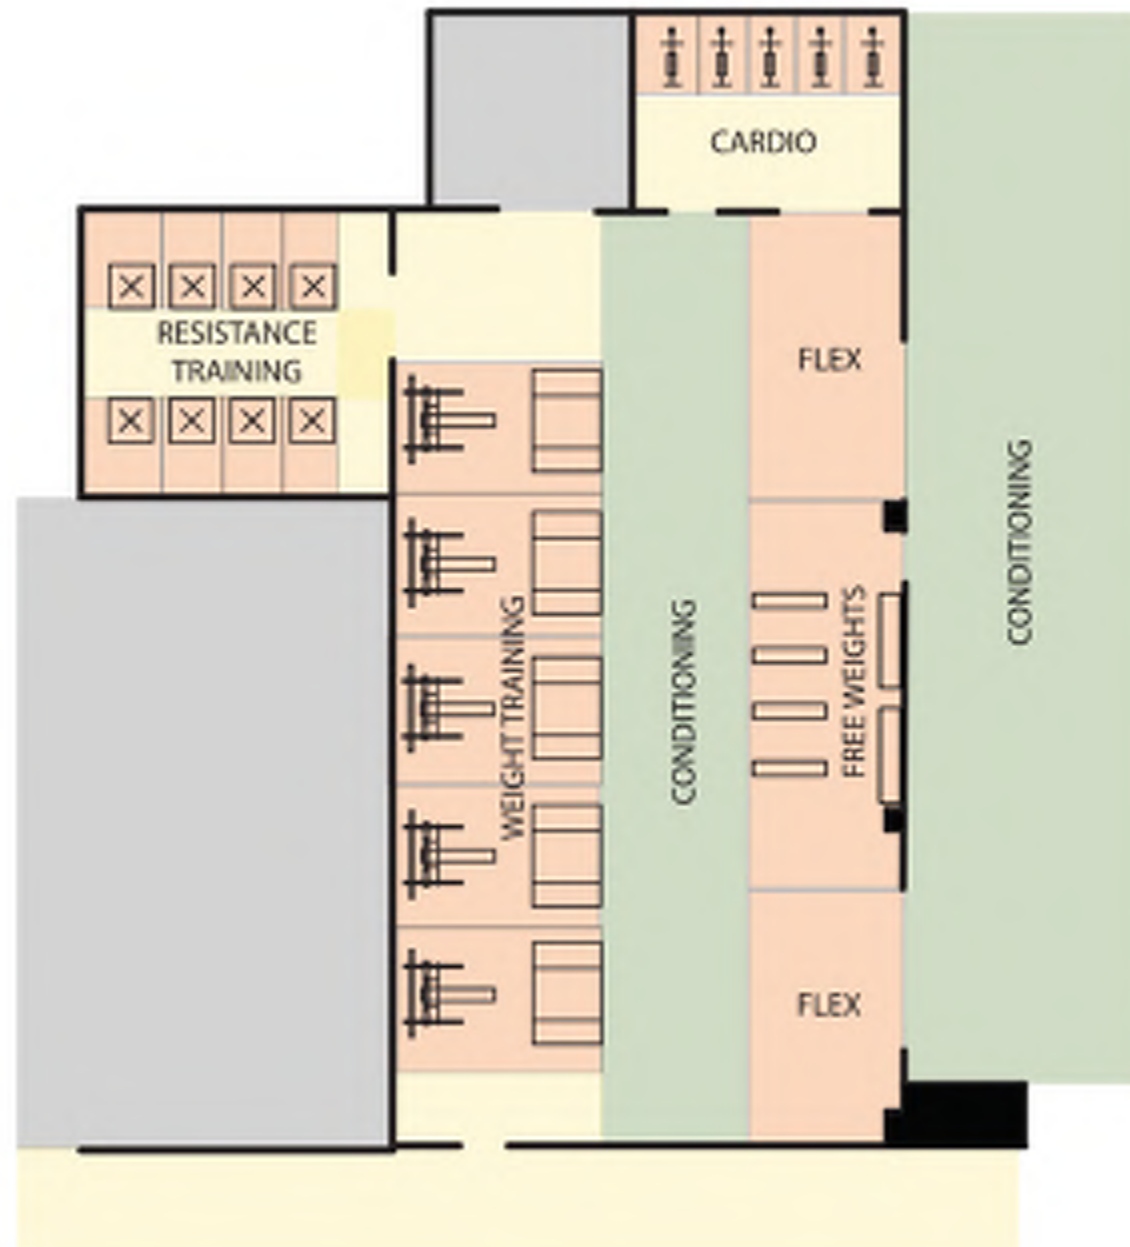 CARDIO
RESISTANCE
TRAINING
FLEX
CONDITIONING
WEIGHT TRAINING
CONDITIONING
FREE WEIGHTS
FLEX